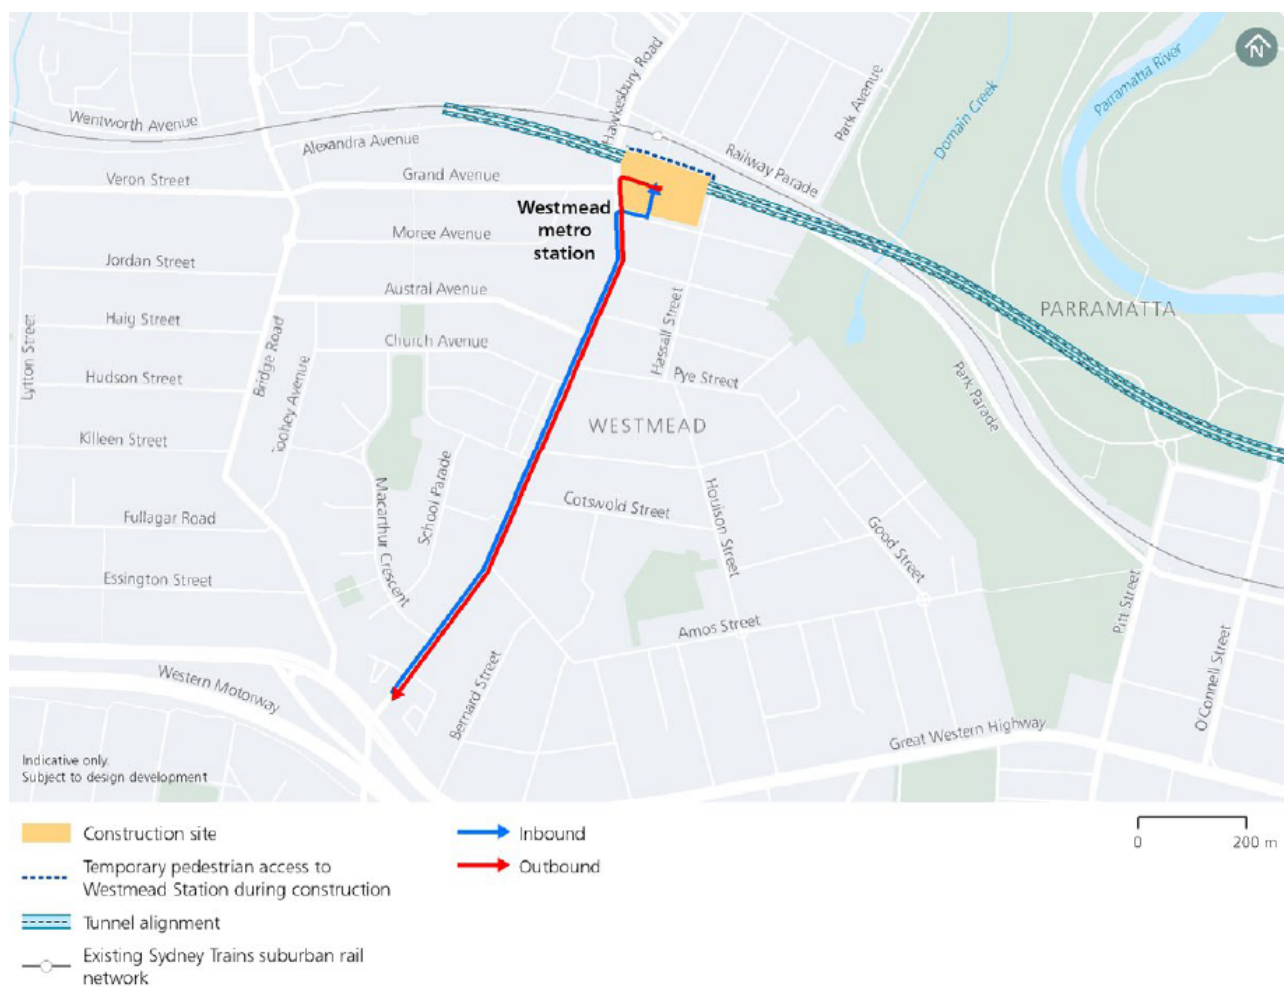 N
Hawkesbury Road
Park Avenue
Parramatta River
Domain Creek
Wentworth Avenue
Alexandra Avenue
Railway Parade
Veron Street
Grand Avenue
Westmead
metro
station
Moree Avenue
Jordan Street
Austral Avenue
PARRAMATTA
Haig Street
Hassall Street
Lytton Street
Bridge Road
Church Avenue
Toohey Avenue
Hudson Street
Pye Street
Park Parade
WESTMEAD
Killeen Street
School Parade
Macarthur Crescent
Cotswold Street
Houison Street
Fullagar Road
Good Street
Essington Street
Pitt Street
Amos Street
O'Connell Street
Western Motorway
Bernard Street
Great Western Highway
Indicative only.
Subject to design development
Construction site
Temporary pedestrian access to
Westmead Station during construction
Tunnel alignment
Existing Sydney Trains suburban rail
network
Inbound
Outbound
0 200 m